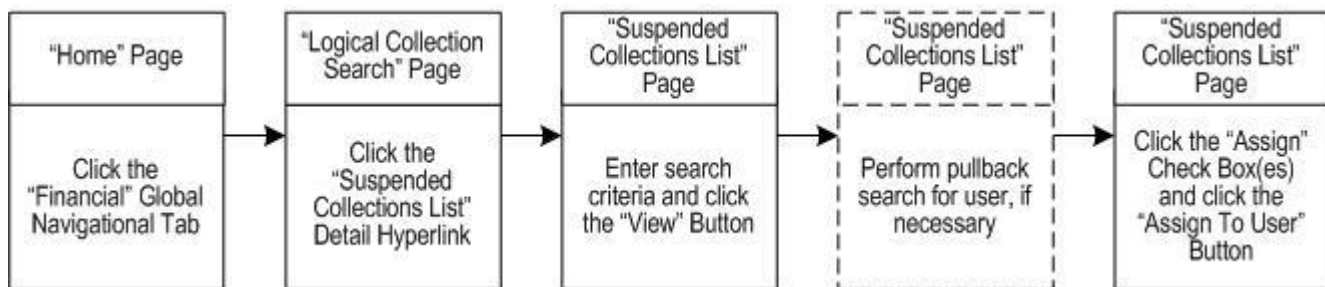 “Home” Page
Click the
“Financial” Global
Navigational Tab
“Logical Collection
Search” Page
Click the
“Suspended
Collections List”
Detail Hyperlink
“Suspended
Collections List”
Page
Enter search
criteria and click
the “View” Button
“Suspended
Collections List”
Page
Perform pullback
search for user, if
necessary
“Suspended
Collections List”
Page
Click the “Assign”
Check Box(es)
and click the
“Assign To User”
Button